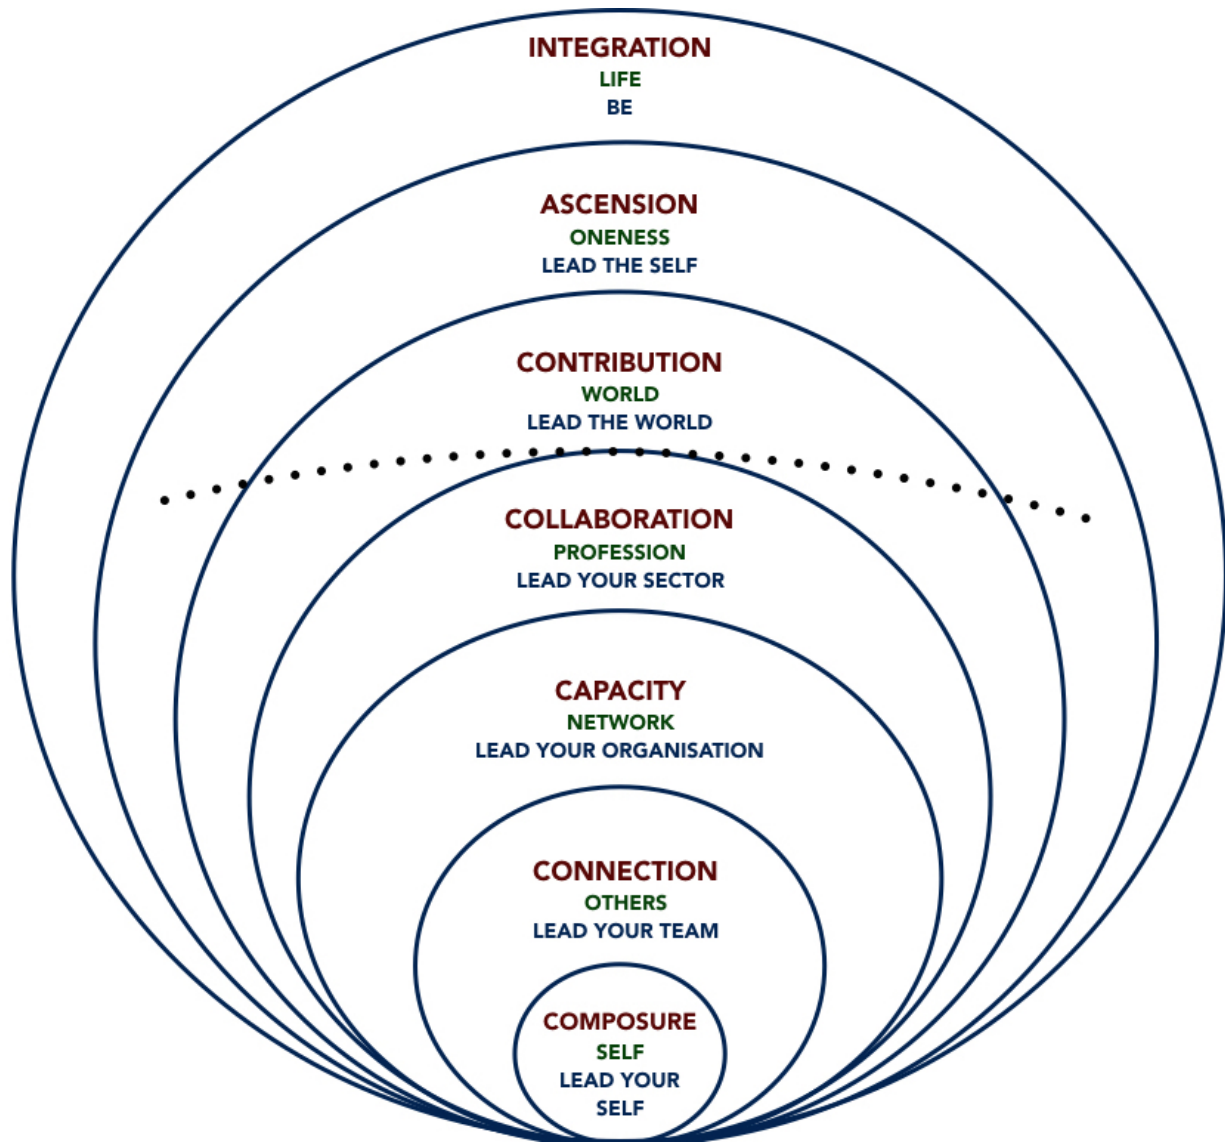 INTEGRATION
LIFE
BE
ASCENSION
ONENESS
LEAD THE SELF
CONTRIBUTION
WORLD
LEAD THE WORLD
COLLABORATION
PROFESSION
LEAD YOUR SECTOR
CAPACITY
NETWORK
LEAD YOUR ORGANISATION
CONNECTION
OTHERS
LEAD YOUR TEAM
COMPOSURE
SELF
LEAD YOUR
SELF